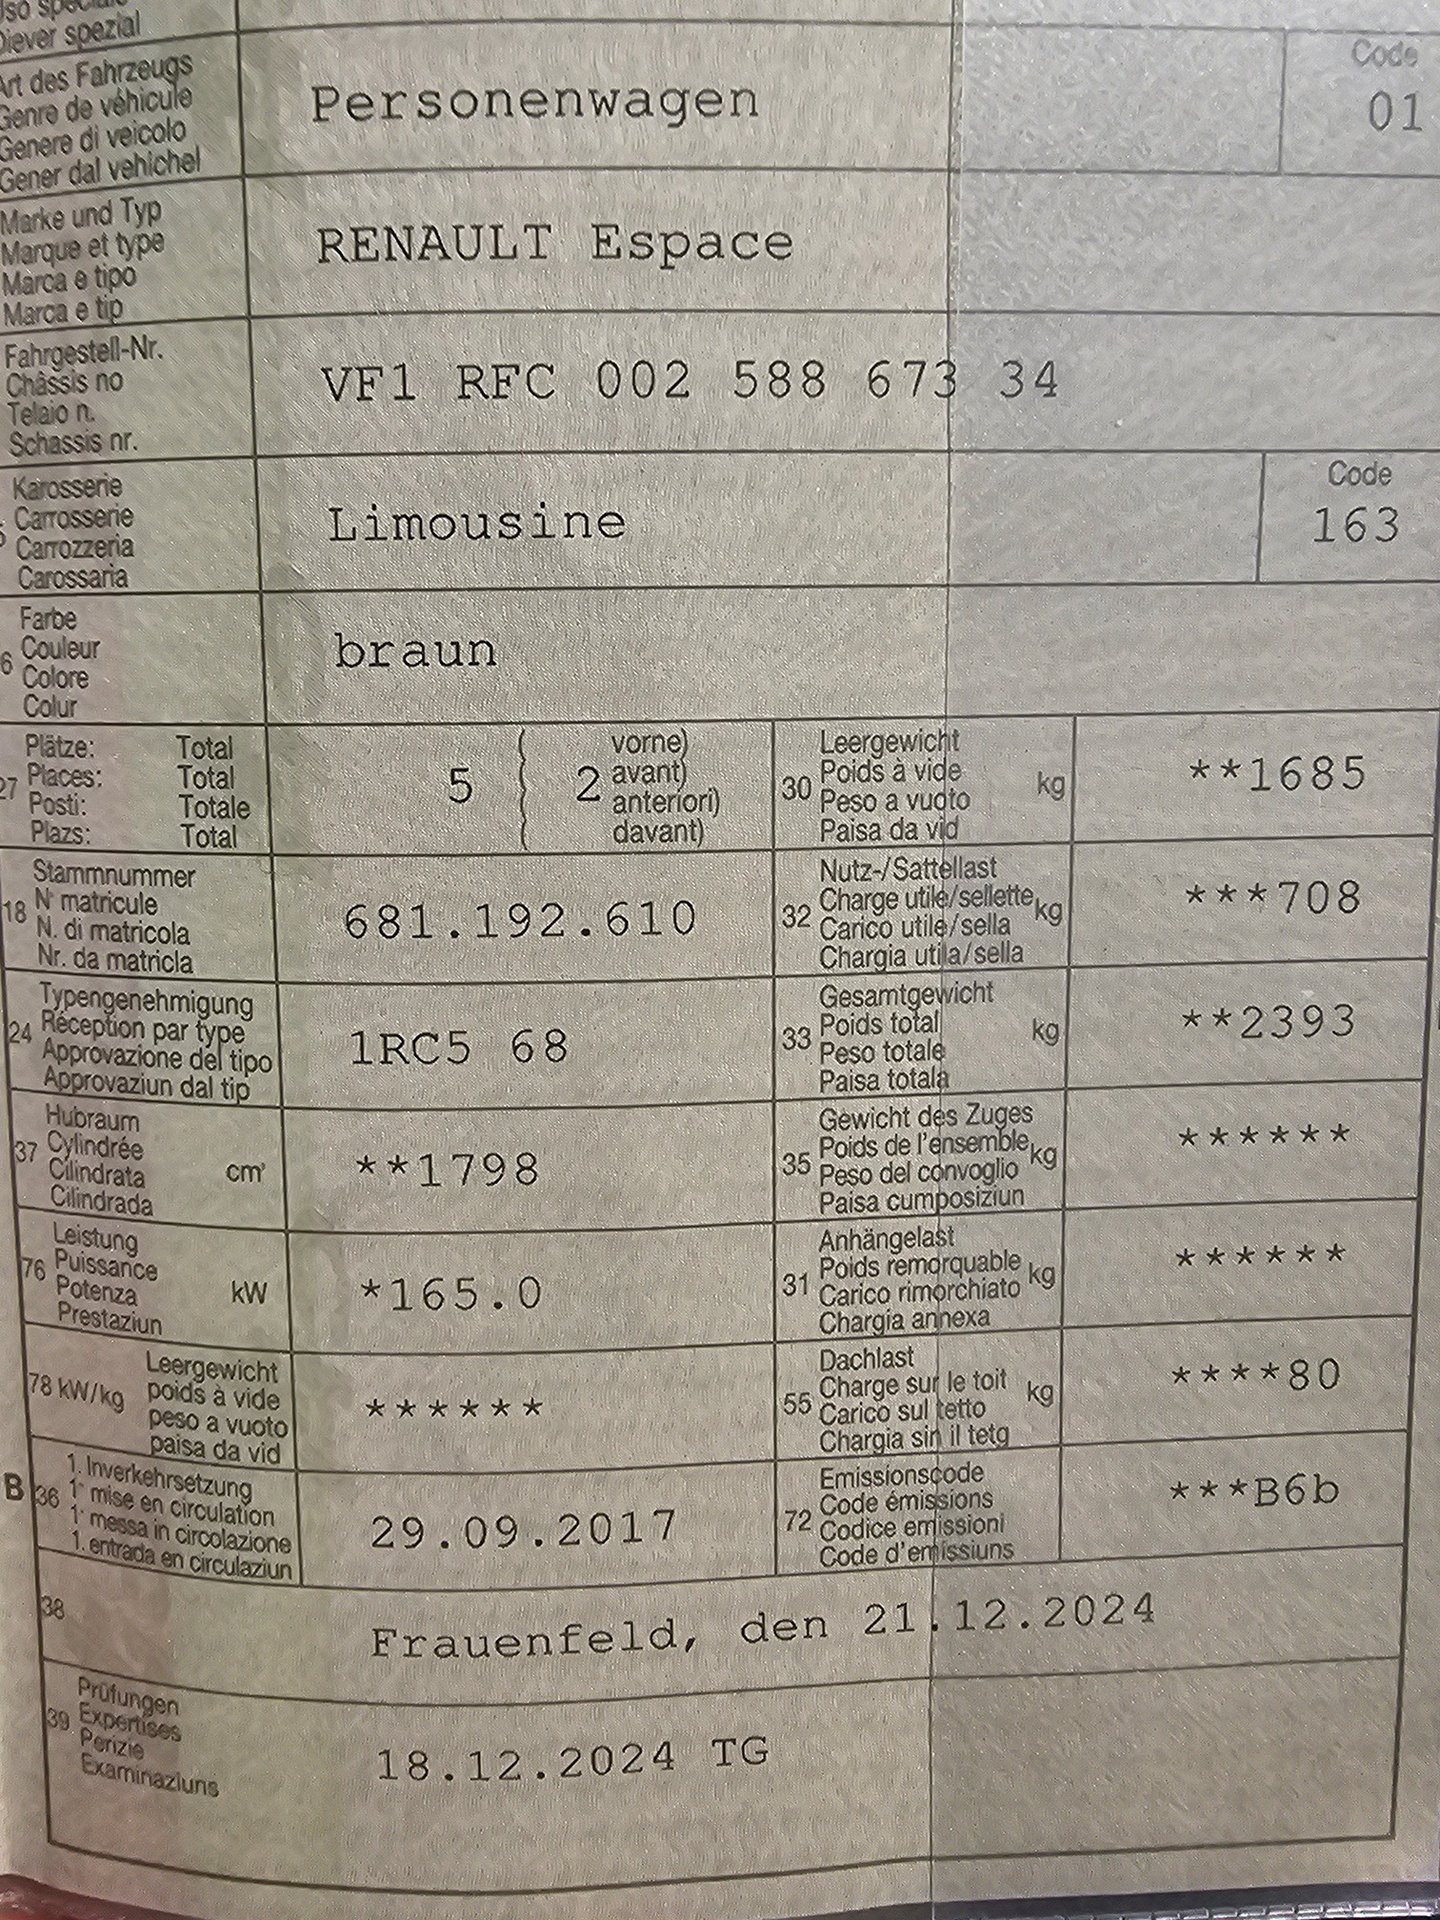 Diever spezial
Art des Fahrzeugs
Genre de véhicule
Genere di veicolo
Gener dal vehichel
Personenwagen
Code
01
Marke und Typ
Marque et type
Marca e tipo
Marca e tip
RENAULT Espace
Fahrgestell-Nr.
Châssis no
Telaio n.
Schassis nr.
VF1 RFC 002 588 673 34
Karosserie
Carrosserie
Carrozzeria
Carossaria
Limousine
Code
163
Farbe
6 Couleur
Colore
Colur
braun
Plätze: Total
27 Places: Total
Posti: Totale
Plazs: Total
5 { 2
vorne)
avant)
anteriori)
davant)
Leergewicht
30 Poids à vide kg
Peso a vuoto
Paisa da vid
**1685
Stammnummer
18 N° matricule
N. di matricola
Nr. da matricla
681.192.610
Nutz-/Sattellast
32 Charge utile/sellette kg
Carico utile/sella
Chargia utila/sella
***708
Typengenehmigung
24 Réception par type
Approvazione del tipo
Approvaziun dal tip
1RC5 68
Gesamtgewicht
33 Poids total kg
Peso totale
Paisa totala
**2393
Hubraum
37 Cylindrée
Cilindrata cm³
Cilindrada
**1798
Gewicht des Zuges
35 Poids de l'ensemble kg
Peso del convoglio
Paisa cumposiziun
******
Leistung
76 Puissance
Potenza kW
Prestaziun
*165.0
Anhängelast
31 Poids remorquable kg
Carico rimorchiato
Chargia annexa
******
Leergewicht
78 kW/kg poids à vide
peso a vuoto
paisa da vid
******
Dachlast
55 Charge sur le toit kg
Carico sul tetto
Chargia sin il tetg
****80
1. Inverkehrsetzung
B 36 1ʳ mise en circulation
1ʳ messa in circolazione
1. entrada en circulaziun
29.09.2017
Emissionscode
72 Code émissions
Codice emissioni
Code d'emissiuns
***B6b
38
Frauenfeld, den 21.12.2024
Prüfungen
39 Expertises
Perizie
Examinaziuns
18.12.2024 TG